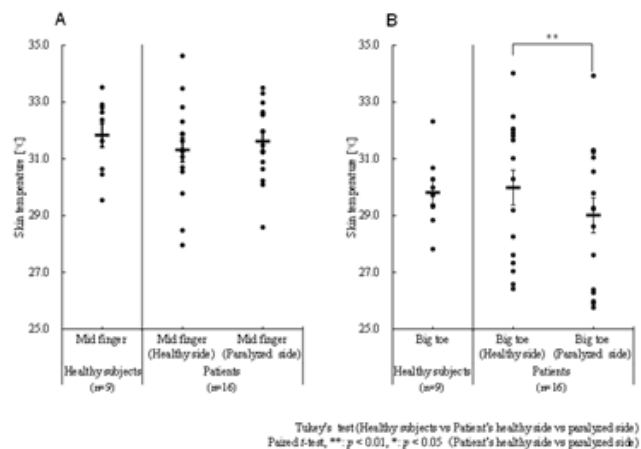 A
35.0
33.0
31.0
29.0
27.0
25.0
Skin temperature [℃]
Mid finger
Mid finger
(Healthy side)
Mid finger
(Paralyzed side)
Healthy subjects
(n=9)
Patients
(n=16)
B
**
35.0
33.0
31.0
29.0
27.0
25.0
Skin temperature [℃]
Big toe
Big toe
(Healthy side)
Big toe
(Paralyzed side)
Healthy subjects
(n=9)
Patients
(n=16)
Tukey's test (Healthy subjects vs Patient's healthy side vs paralyzed side)
Paired t-test, **: p < 0.01, *: p < 0.05 (Patient's healthy side vs paralyzed side)